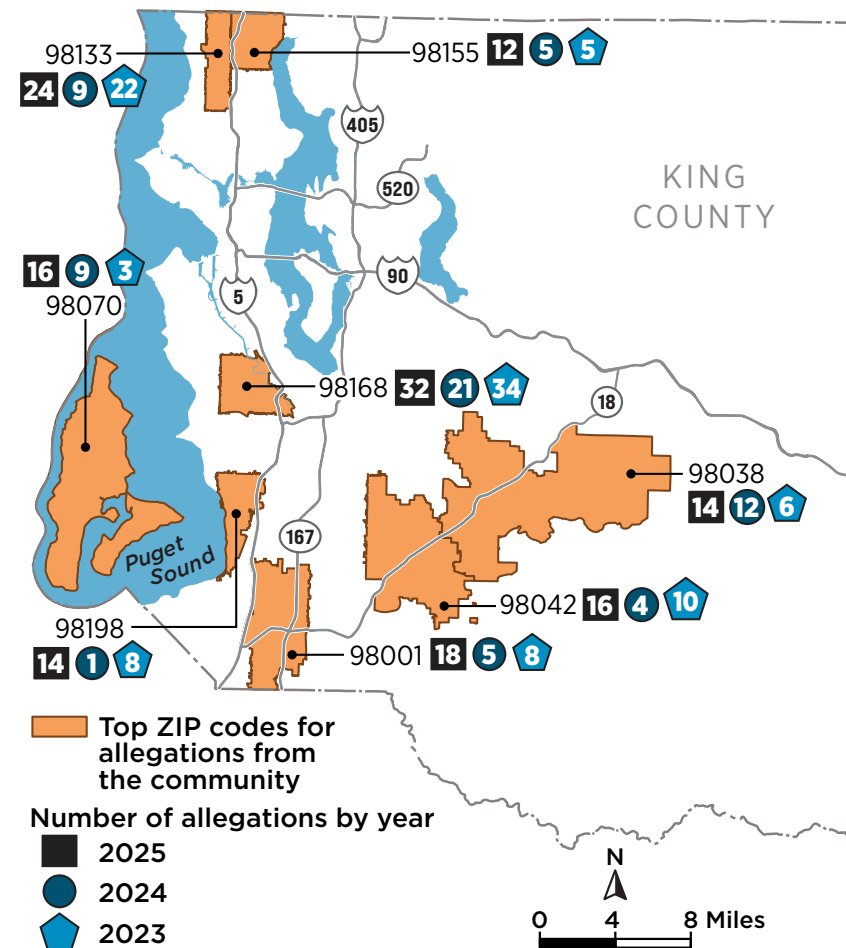 98133
24 9 22
98155 12 5 5
405
520
KING
COUNTY
16 9 3
98070
5
90
98168 32 21 34
18
98038
14 12 6
167
Puget
Sound
98042 16 4 10
98198
14 1 8
98001 18 5 8
Top ZIP codes for
allegations from
the community
Number of allegations by year
2025
2024
2023
N
0 4 8 Miles